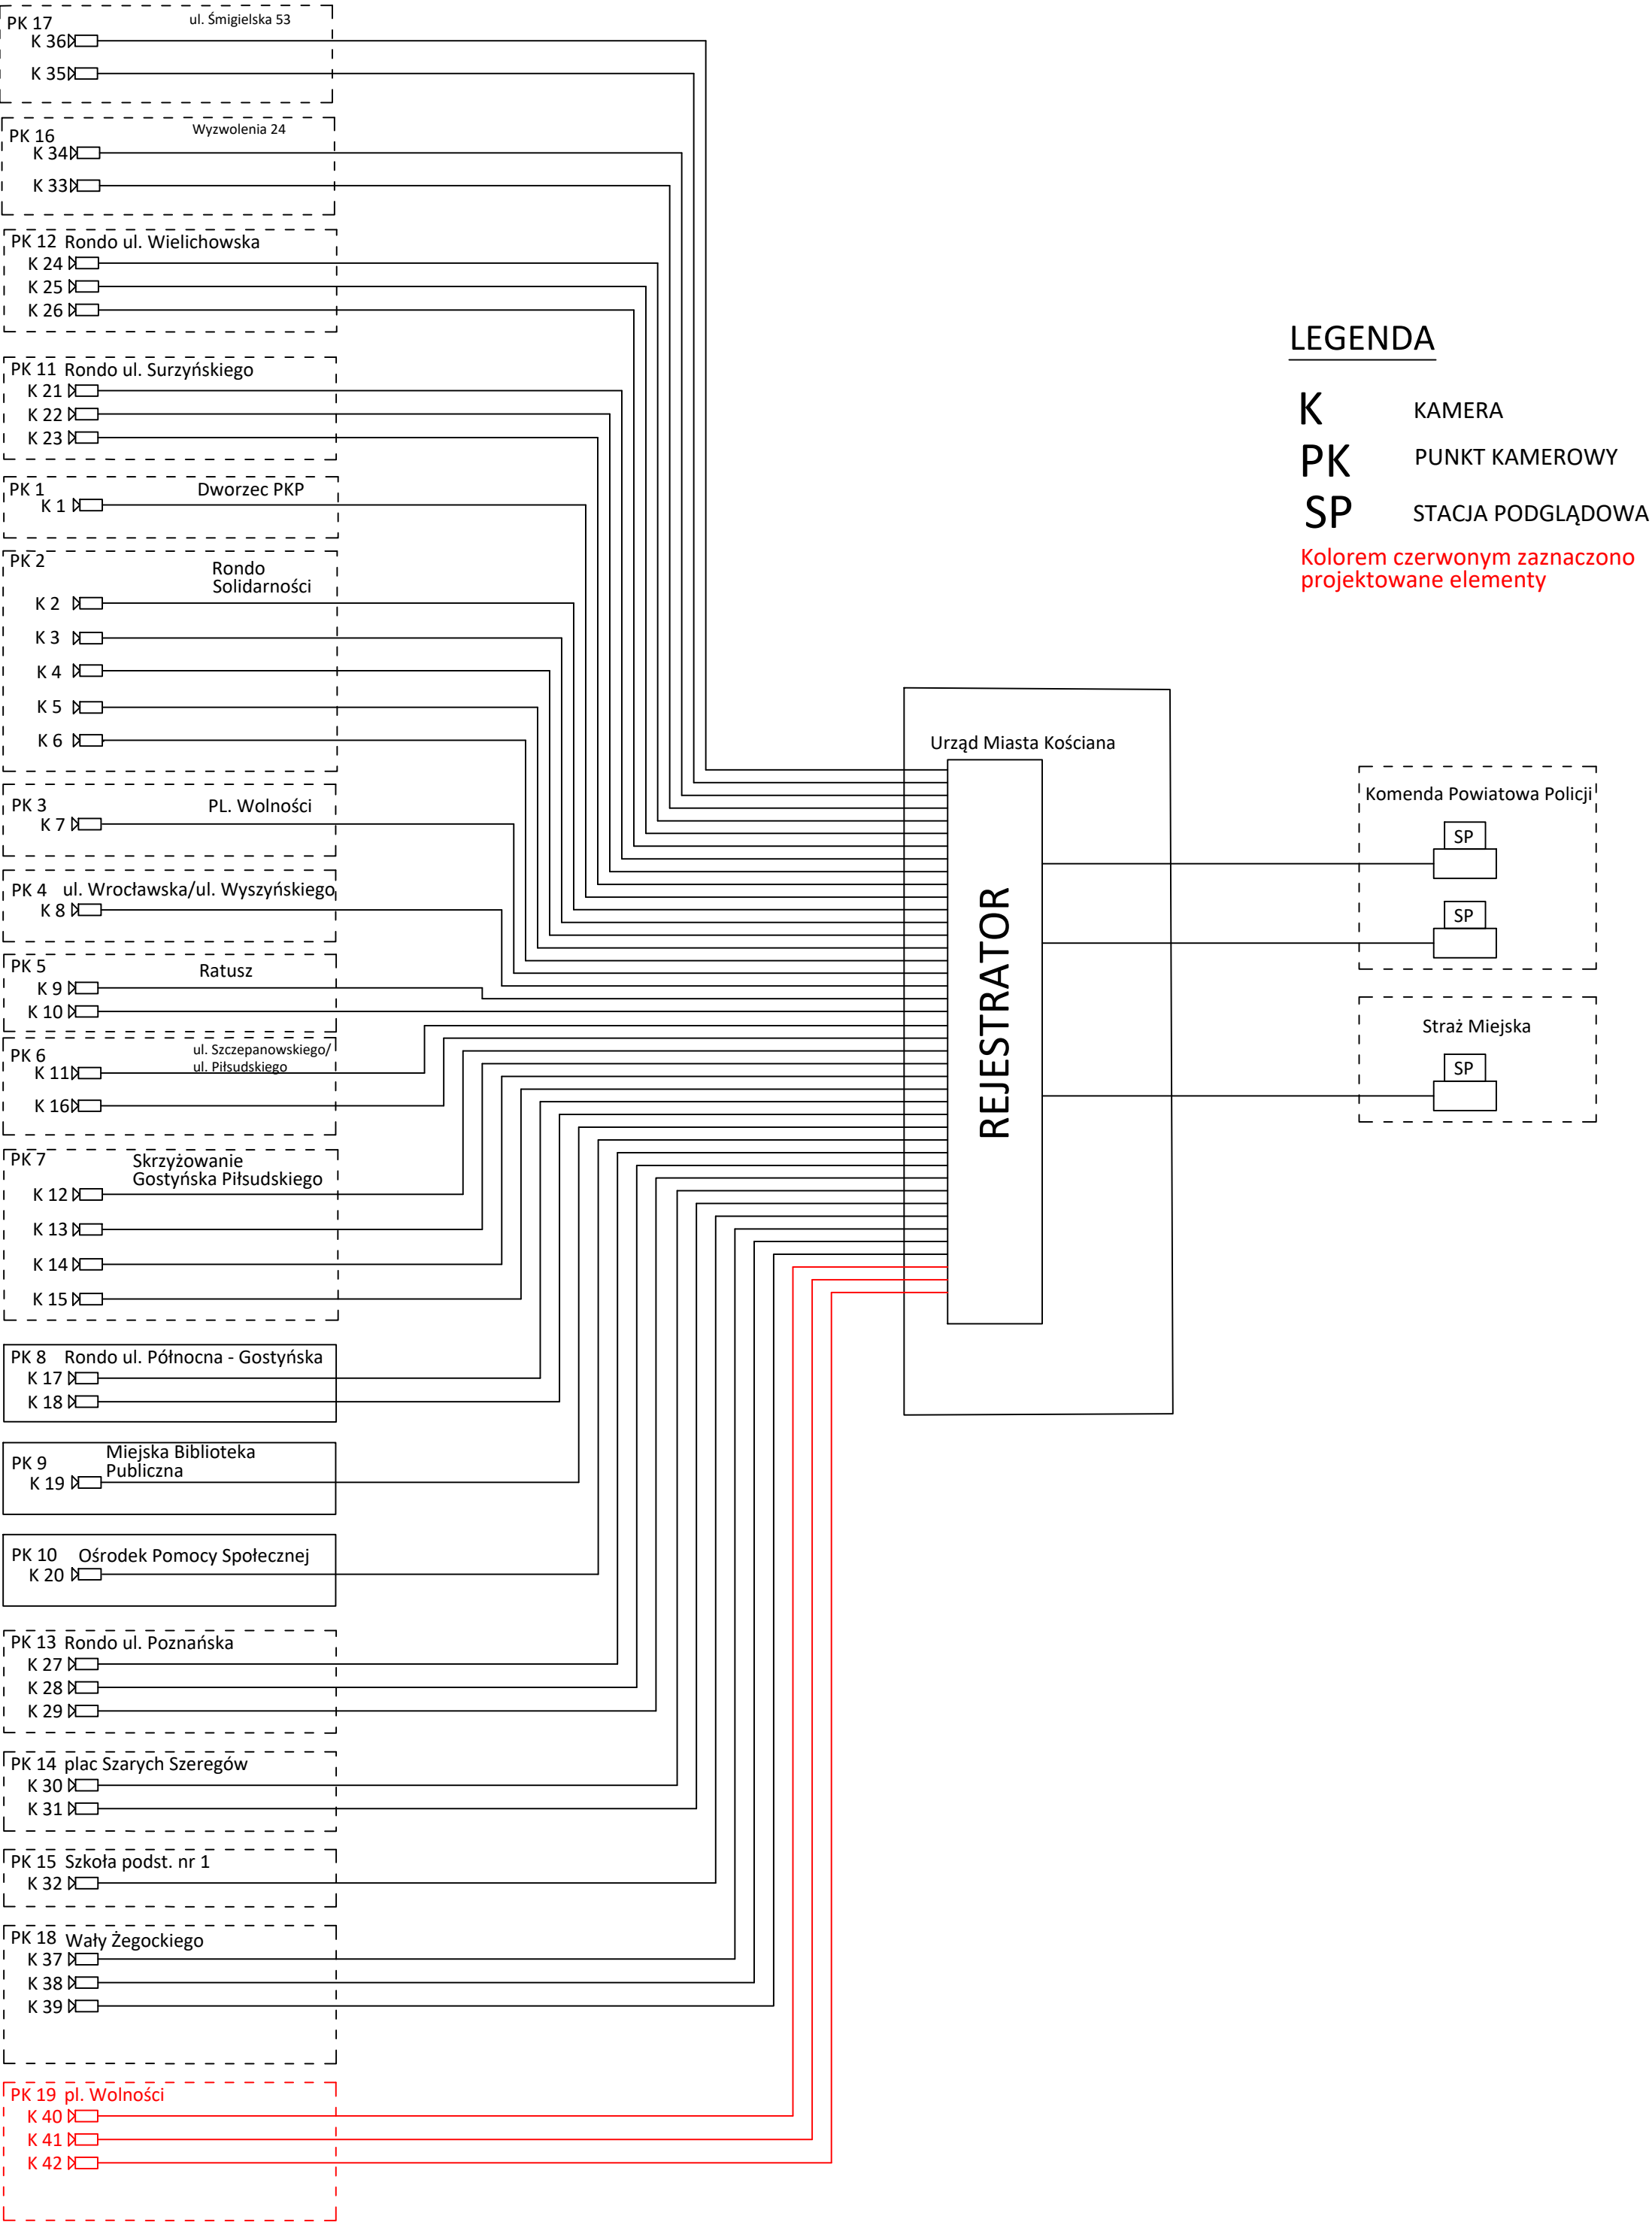 PK 17
ul. Śmigielska 53
K 36
K 35
PK 16
Wyzwolenia 24
K 34
K 33
PK 12 Rondo ul. Wielichowska
K 24
K 25
K 26
PK 11 Rondo ul. Surzyńskiego
K 21
K 22
K 23
PK 1
Dworzec PKP
K 1
PK 2
Rondo
Solidarności
K 2
K 3
K 4
K 5
K 6
PK 3
PL. Wolności
K 7
PK 4 ul. Wrocławska/ul. Wyszyńskiego
K 8
PK 5
Ratusz
K 9
K 10
PK 6
ul. Szczepanowskiego/
ul. Piłsudskiego
K 11
K 16
PK 7
Skrzyżowanie
Gostyńska Piłsudskiego
K 12
K 13
K 14
K 15
PK 8 Rondo ul. Północna - Gostyńska
K 17
K 18
PK 9
Miejska Biblioteka
Publiczna
K 19
PK 10 Ośrodek Pomocy Społecznej
K 20
PK 13 Rondo ul. Poznańska
K 27
K 28
K 29
PK 14 plac Szarych Szeregów
K 30
K 31
PK 15 Szkoła podst. nr 1
K 32
PK 18 Wały Żegockiego
K 37
K 38
K 39
PK 19 pl. Wolności
K 40
K 41
K 42
Urząd Miasta Kościana
REJESTRATOR
LEGENDA
K KAMERA
PK PUNKT KAMEROWY
SP STACJA PODGLĄDOWA
Kolorem czerwonym zaznaczono
projektowane elementy
Komenda Powiatowa Policji
SP
SP
Straż Miejska
SP